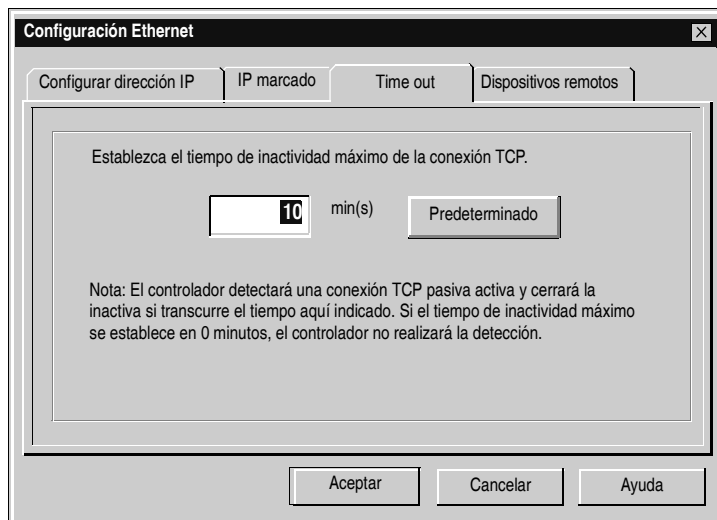 Configuración Ethernet
Configurar dirección IP
IP marcado
Time out
Dispositivos remotos
Establezca el tiempo de inactividad máximo de la conexión TCP.
10
min(s)
Predeterminado
Nota: El controlador detectará una conexión TCP pasiva activa y cerrará la
inactiva si transcurre el tiempo aquí indicado. Si el tiempo de inactividad máximo
se establece en 0 minutos, el controlador no realizará la detección.
Aceptar
Cancelar
Ayuda